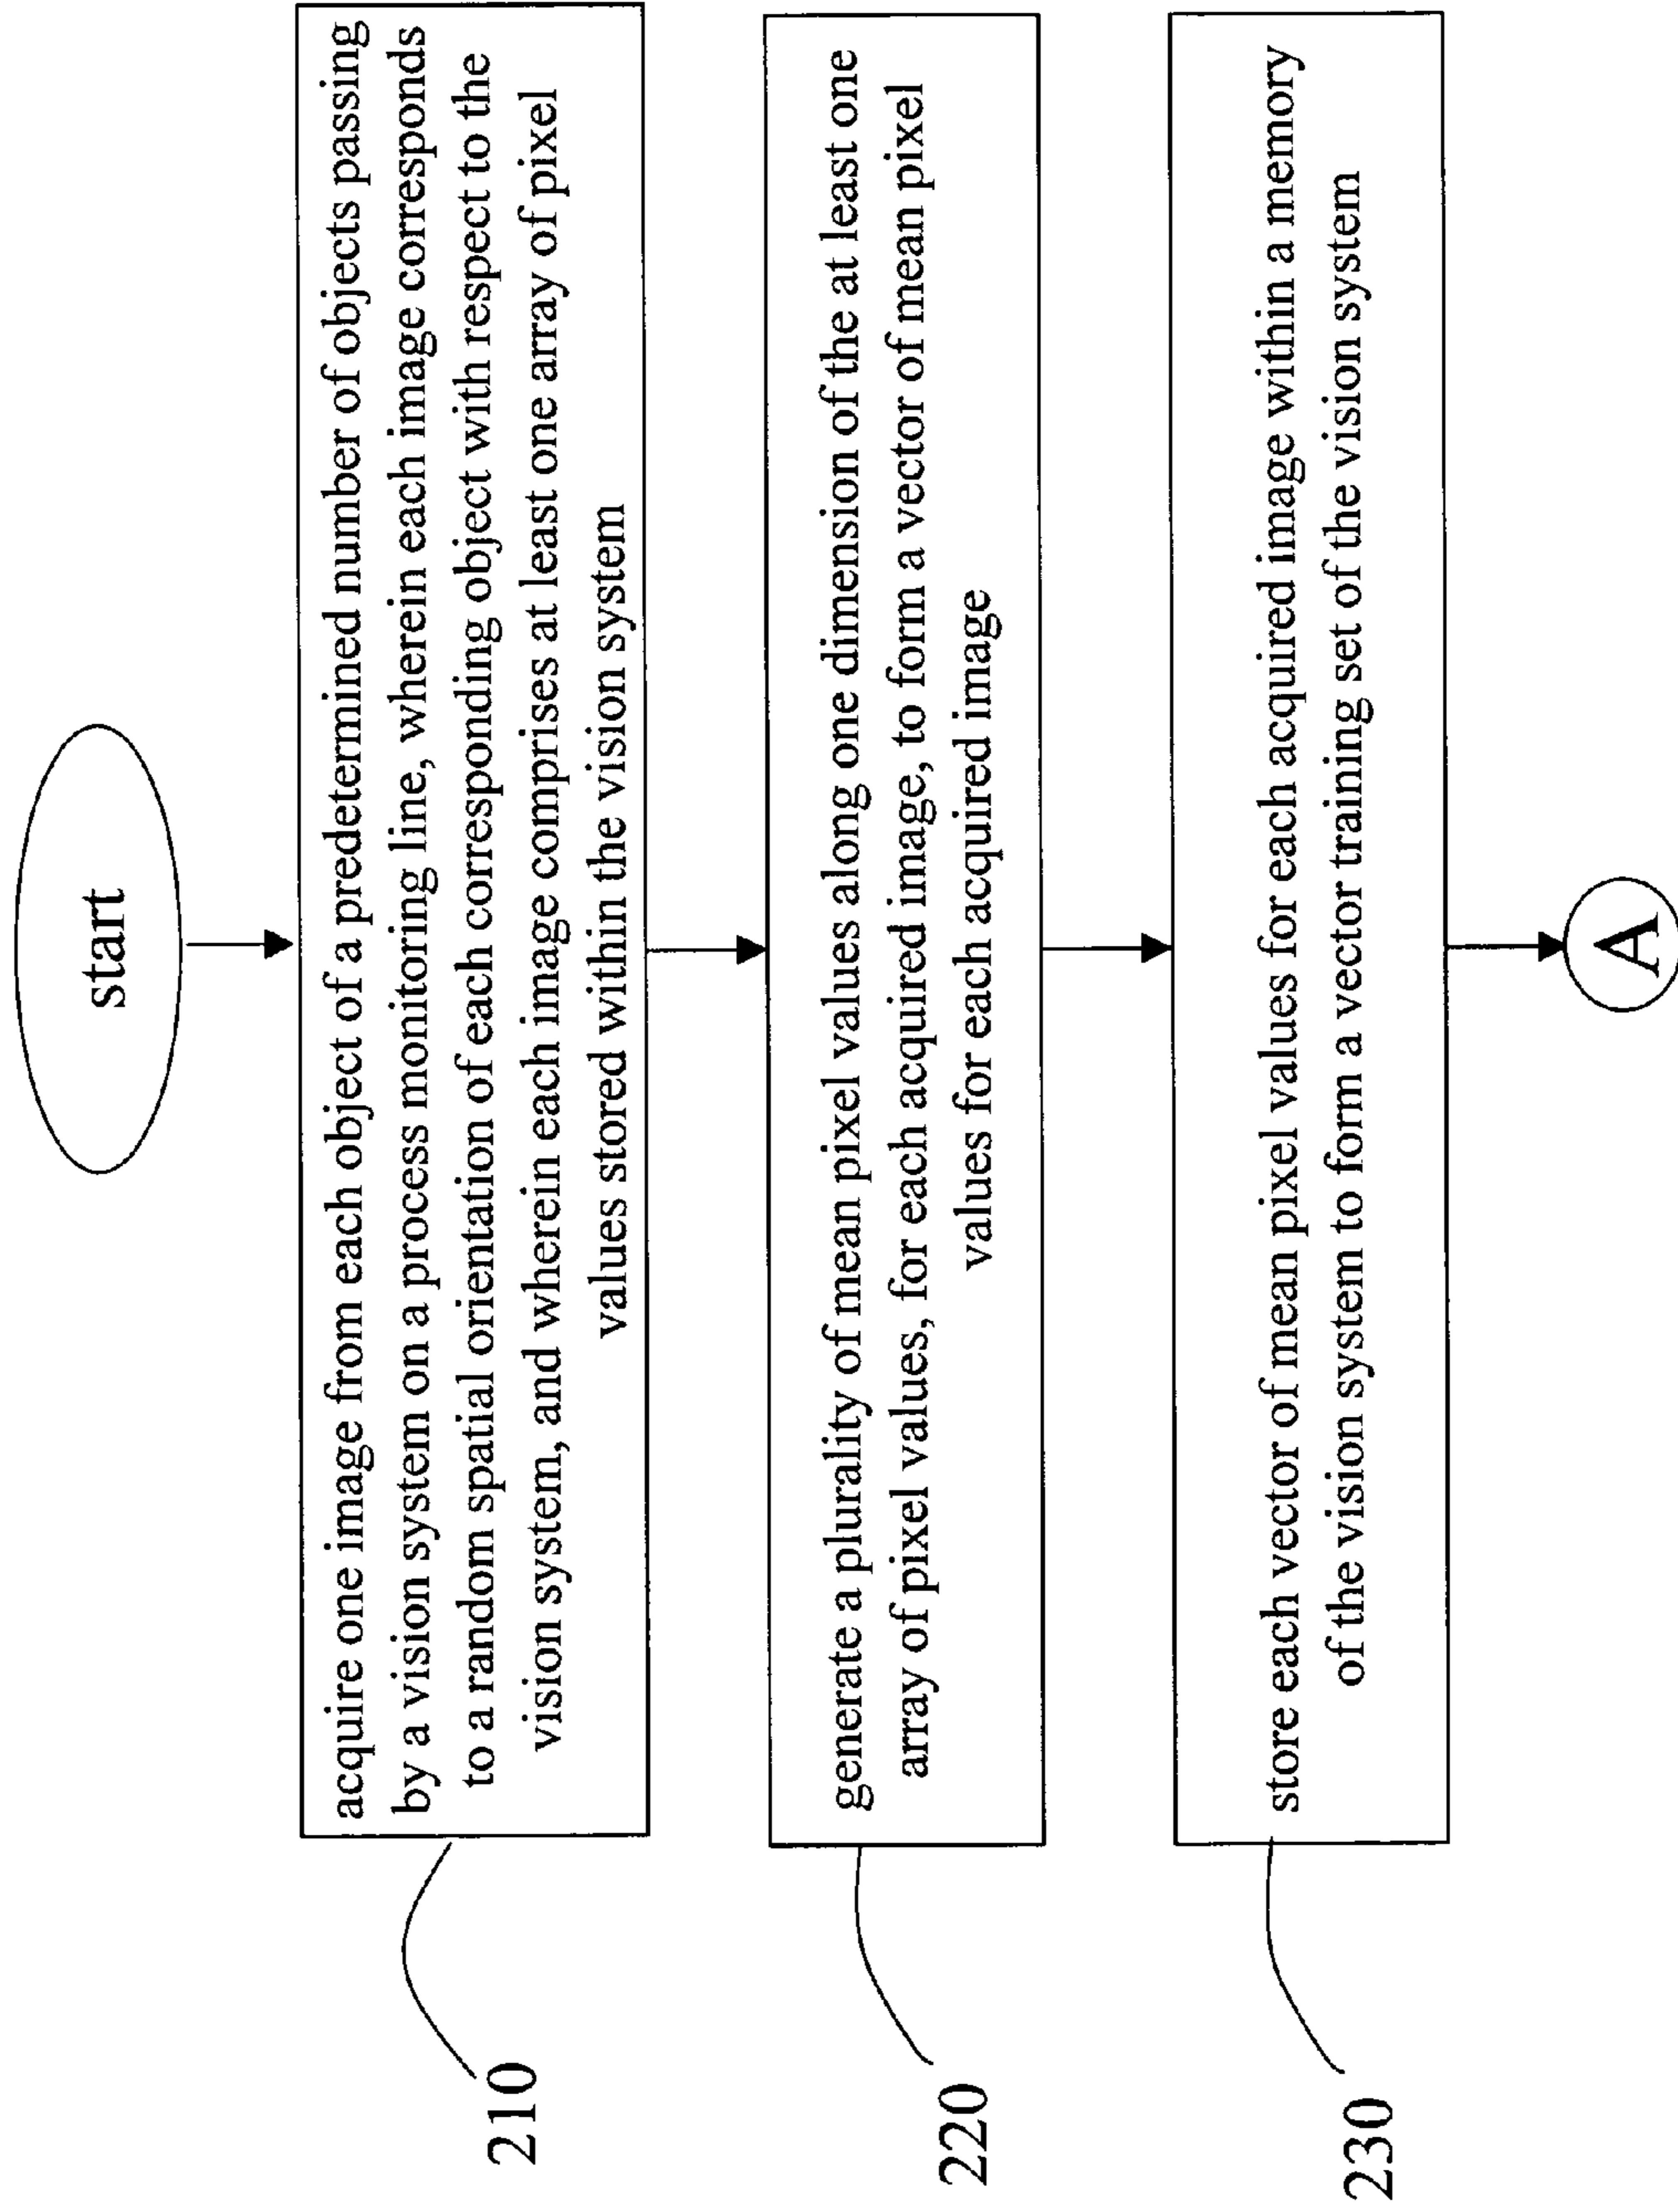 start
acquire one image from each object of a predetermined number of objects passing
by a vision system on a process monitoring line, wherein each image corresponds
to a random spatial orientation of each corresponding object with respect to the
vision system, and wherein each image comprises at least one array of pixel
values stored within the vision system
210
generate a plurality of mean pixel values along one dimension of the at least one
array of pixel values, for each acquired image, to form a vector of mean pixel
values for each acquired image
220
store each vector of mean pixel values for each acquired image within a memory
of the vision system to form a vector training set of the vision system
230
A